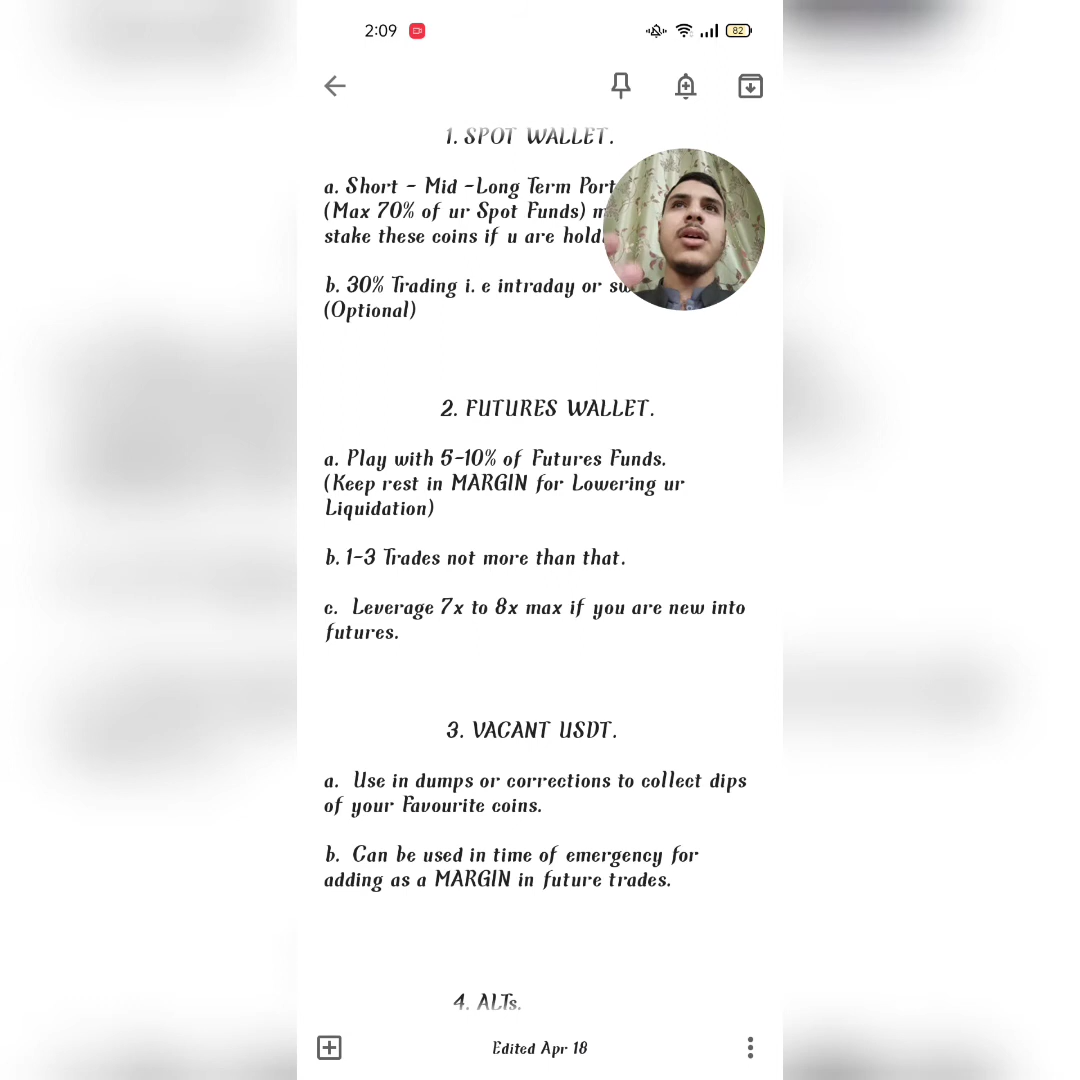 2:09
82
1. SPOT WALLET.
a. Short - Mid -Long Term Port
(Max 70% of ur Spot Funds)
stake these coins if u are hold
b. 30% Trading i. e intraday or
(Optional)
2. FUTURES WALLET.
a. Play with 5-10% of Futures Funds.
(Keep rest in MARGIN for Lowering ur
Liquidation)
b. 1-3 Trades not more than that.
c. Leverage 7x to 8x max if you are new into
futures.
3. VACANT USDT.
a. Use in dumps or corrections to collect dips
of your Favourite coins.
b. Can be used in time of emergency for
adding as a MARGIN in future trades.
4. ALTs.
Edited Apr 18